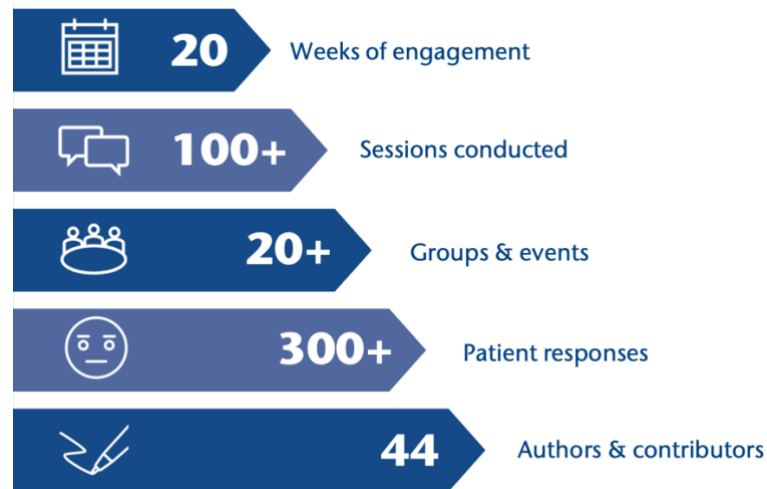 20 Weeks of engagement
100+ Sessions conducted
20+ Groups & events
300+ Patient responses
44 Authors & contributors